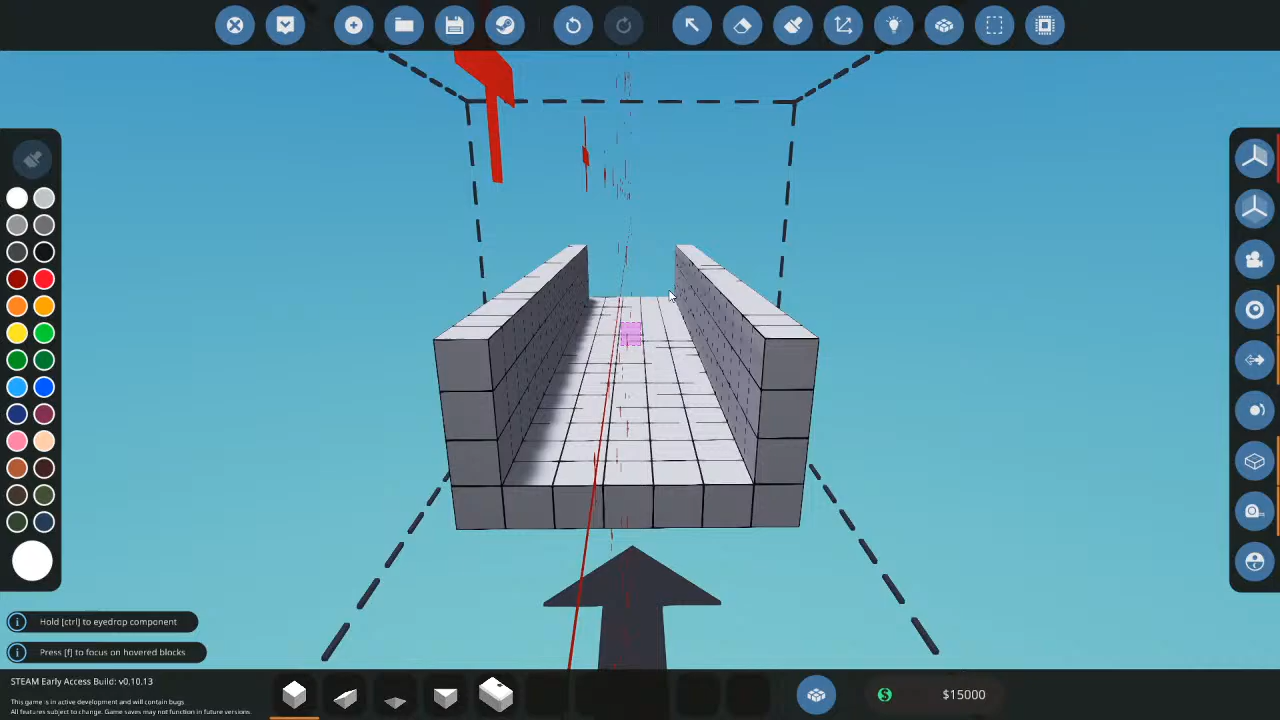 Hold [ctrl] to eyedrop component
Press [f] to focus on hovered blocks
STEAM Early Access Build: v0.10.13
This game is in active development and will contain bugs
All features subject to change. Game saves may not function in future versions.
$15000